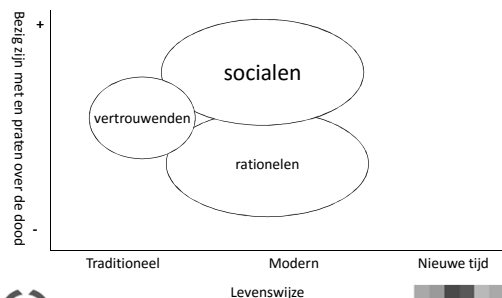 Bezig zijn met en praten over de dood
+
socialen
vertrouwenden
rationelen
-
Traditioneel
Modern
Nieuwe tijd
Levenswijze